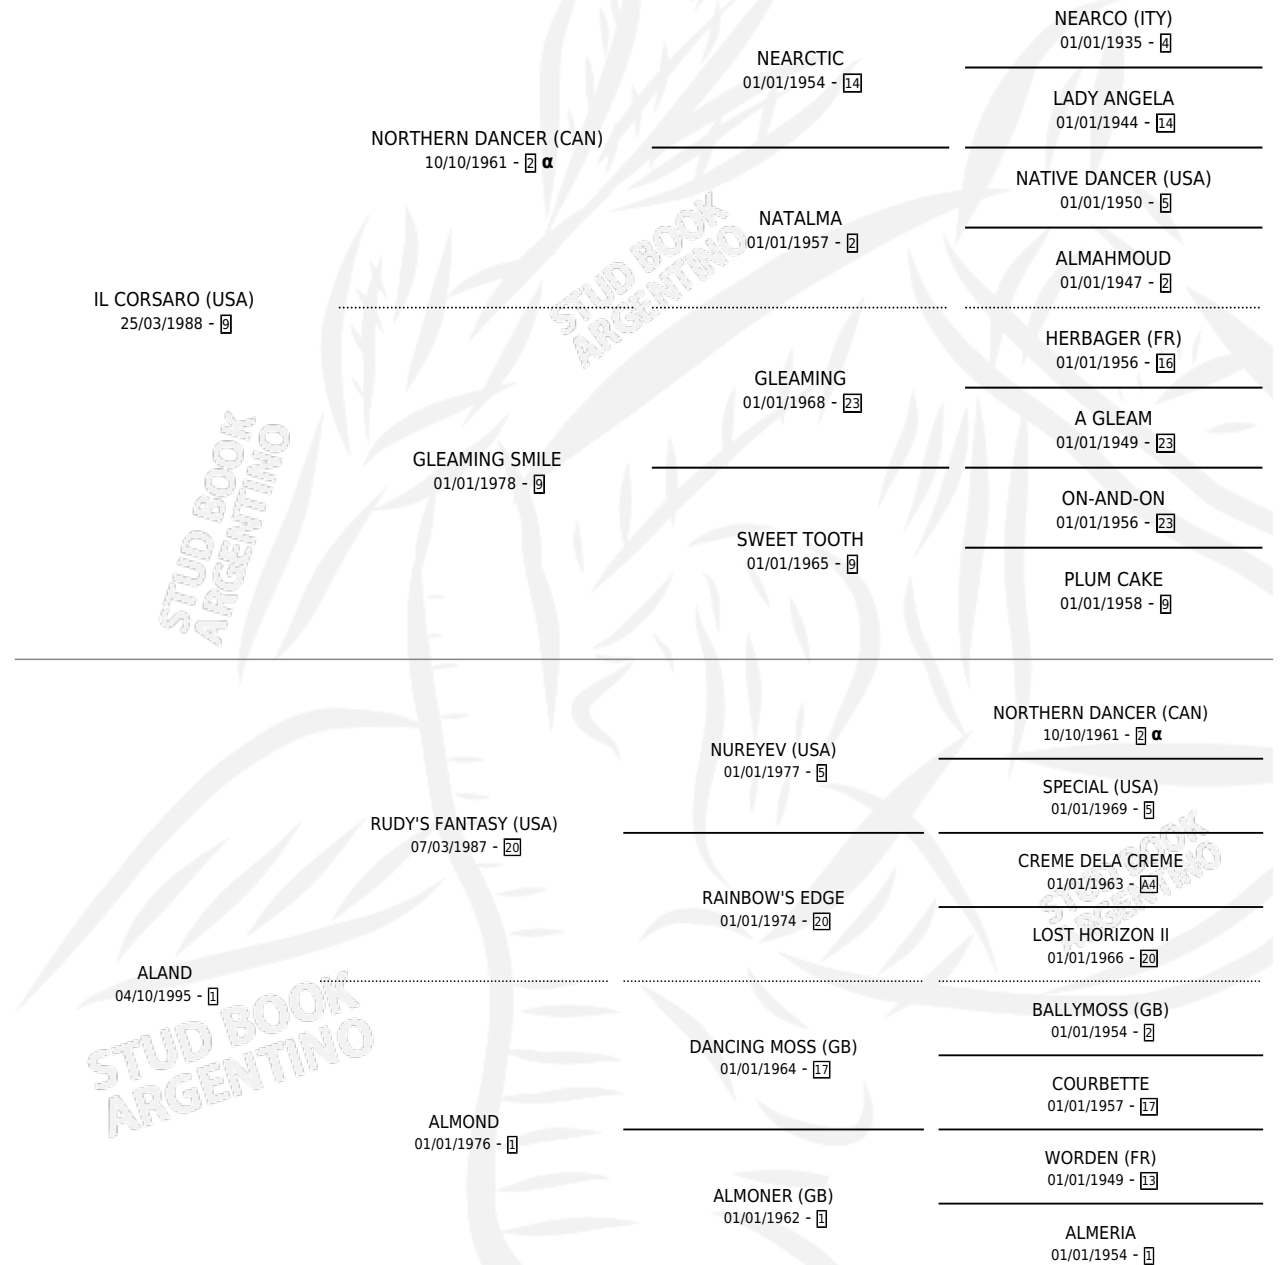 NEARCO (ITY)
01/01/1935 - 4
NEARCTIC
01/01/1954 - 14
LADY ANGELA
01/01/1944 - 14
NORTHERN DANCER (CAN)
10/10/1961 - 2 α
NATIVE DANCER (USA)
01/01/1950 - 5
NATALMA
01/01/1957 - 2
ALMAHMOUD
01/01/1947 - 2
IL CORSARO (USA)
25/03/1988 - 9
HERBAGER (FR)
01/01/1956 - 16
GLEAMING
01/01/1968 - 23
A GLEAM
01/01/1949 - 23
GLEAMING SMILE
01/01/1978 - 9
ON-AND-ON
01/01/1956 - 23
SWEET TOOTH
01/01/1965 - 9
PLUM CAKE
01/01/1958 - 9
NORTHERN DANCER (CAN)
10/10/1961 - 2 α
NUREYEV (USA)
01/01/1977 - 5
SPECIAL (USA)
01/01/1969 - 5
RUDY'S FANTASY (USA)
07/03/1987 - 20
CREME DELA CREME
01/01/1963 - A4
RAINBOW'S EDGE
01/01/1974 - 20
LOST HORIZON II
01/01/1966 - 20
ALAND
04/10/1995 - 1
BALLYMOSS (GB)
01/01/1954 - 2
DANCING MOSS (GB)
01/01/1964 - 17
COURBETTE
01/01/1957 - 17
ALMOND
01/01/1976 - 1
WORDEN (FR)
01/01/1949 - 13
ALMONER (GB)
01/01/1962 - 1
ALMERIA
01/01/1954 - 1
STUD BOOK
ARGENTINO
STUD BOOK
ARGENTINO
STUD BOOK
ARGENTINO
STUD BOOK
ARGENTINO